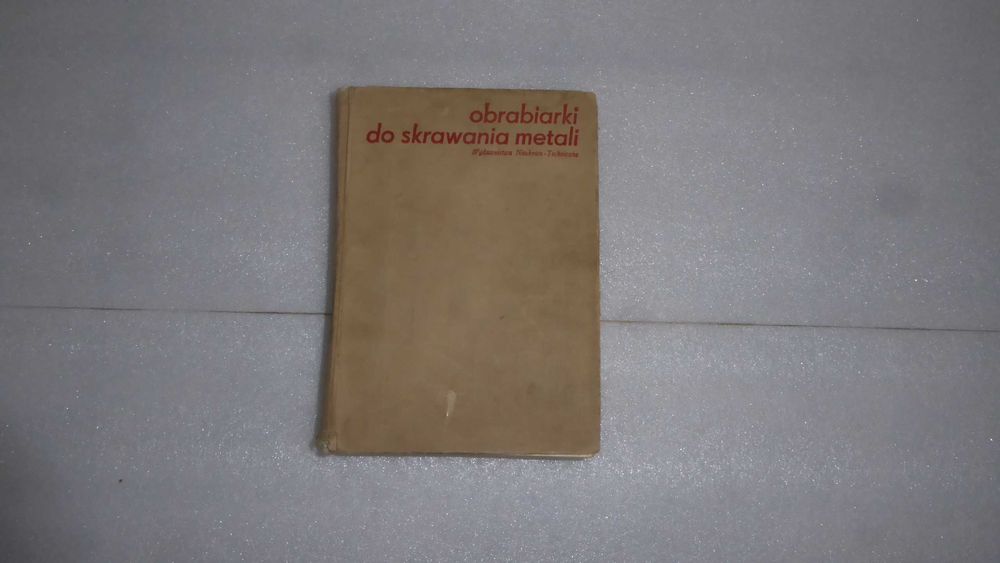 obrabiarki
do skrawania metali
Wydawnictwa Naukowo-Techniczne